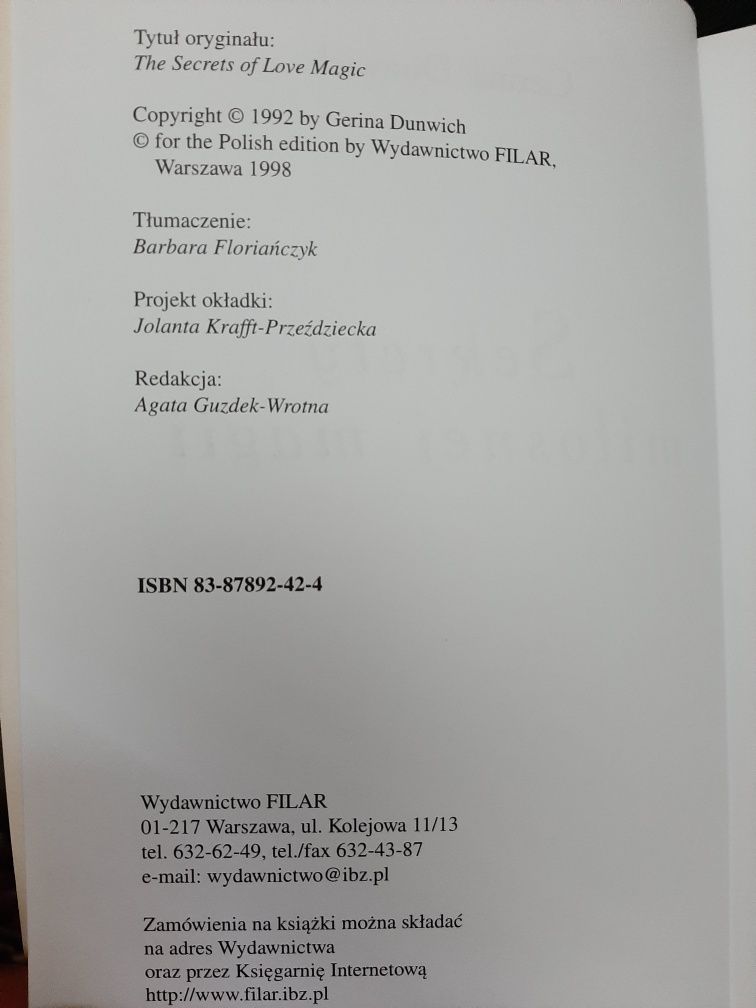 Tytuł oryginału:
The Secrets of Love Magic
Copyright © 1992 by Gerina Dunwich
© for the Polish edition by Wydawnictwo FILAR,
Warszawa 1998
Tłumaczenie:
Barbara Floriańczyk
Projekt okładki:
Jolanta Krafft-Przeździecka
Redakcja:
Agata Guzdek-Wrotna
ISBN 83-87892-42-4
Wydawnictwo FILAR
01-217 Warszawa, ul. Kolejowa 11/13
tel. 632-62-49, tel./fax 632-43-87
e-mail: wydawnictwo@ibz.pl
Zamówienia na książki można składać
na adres Wydawnictwa
oraz przez Księgarnię Internetową
http://www.filar.ibz.pl